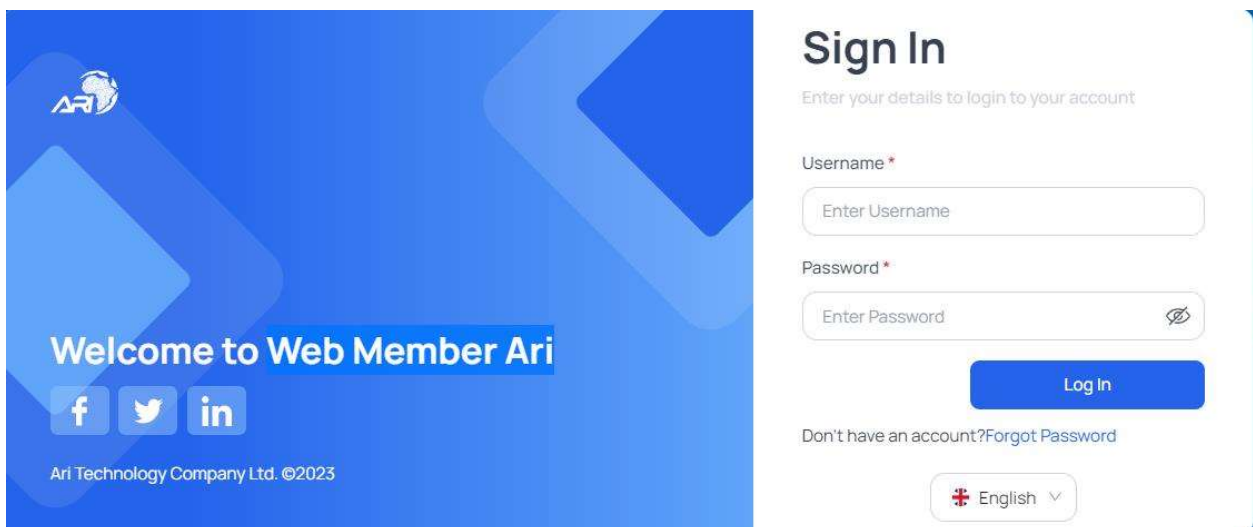 ARI
Welcome to Web Member Ari
f
in
Ari Technology Company Ltd. ©2023
Sign In
Enter your details to login to your account
Username *
Enter Username
Password *
Enter Password
Log In
Don't have an account?Forgot Password
English